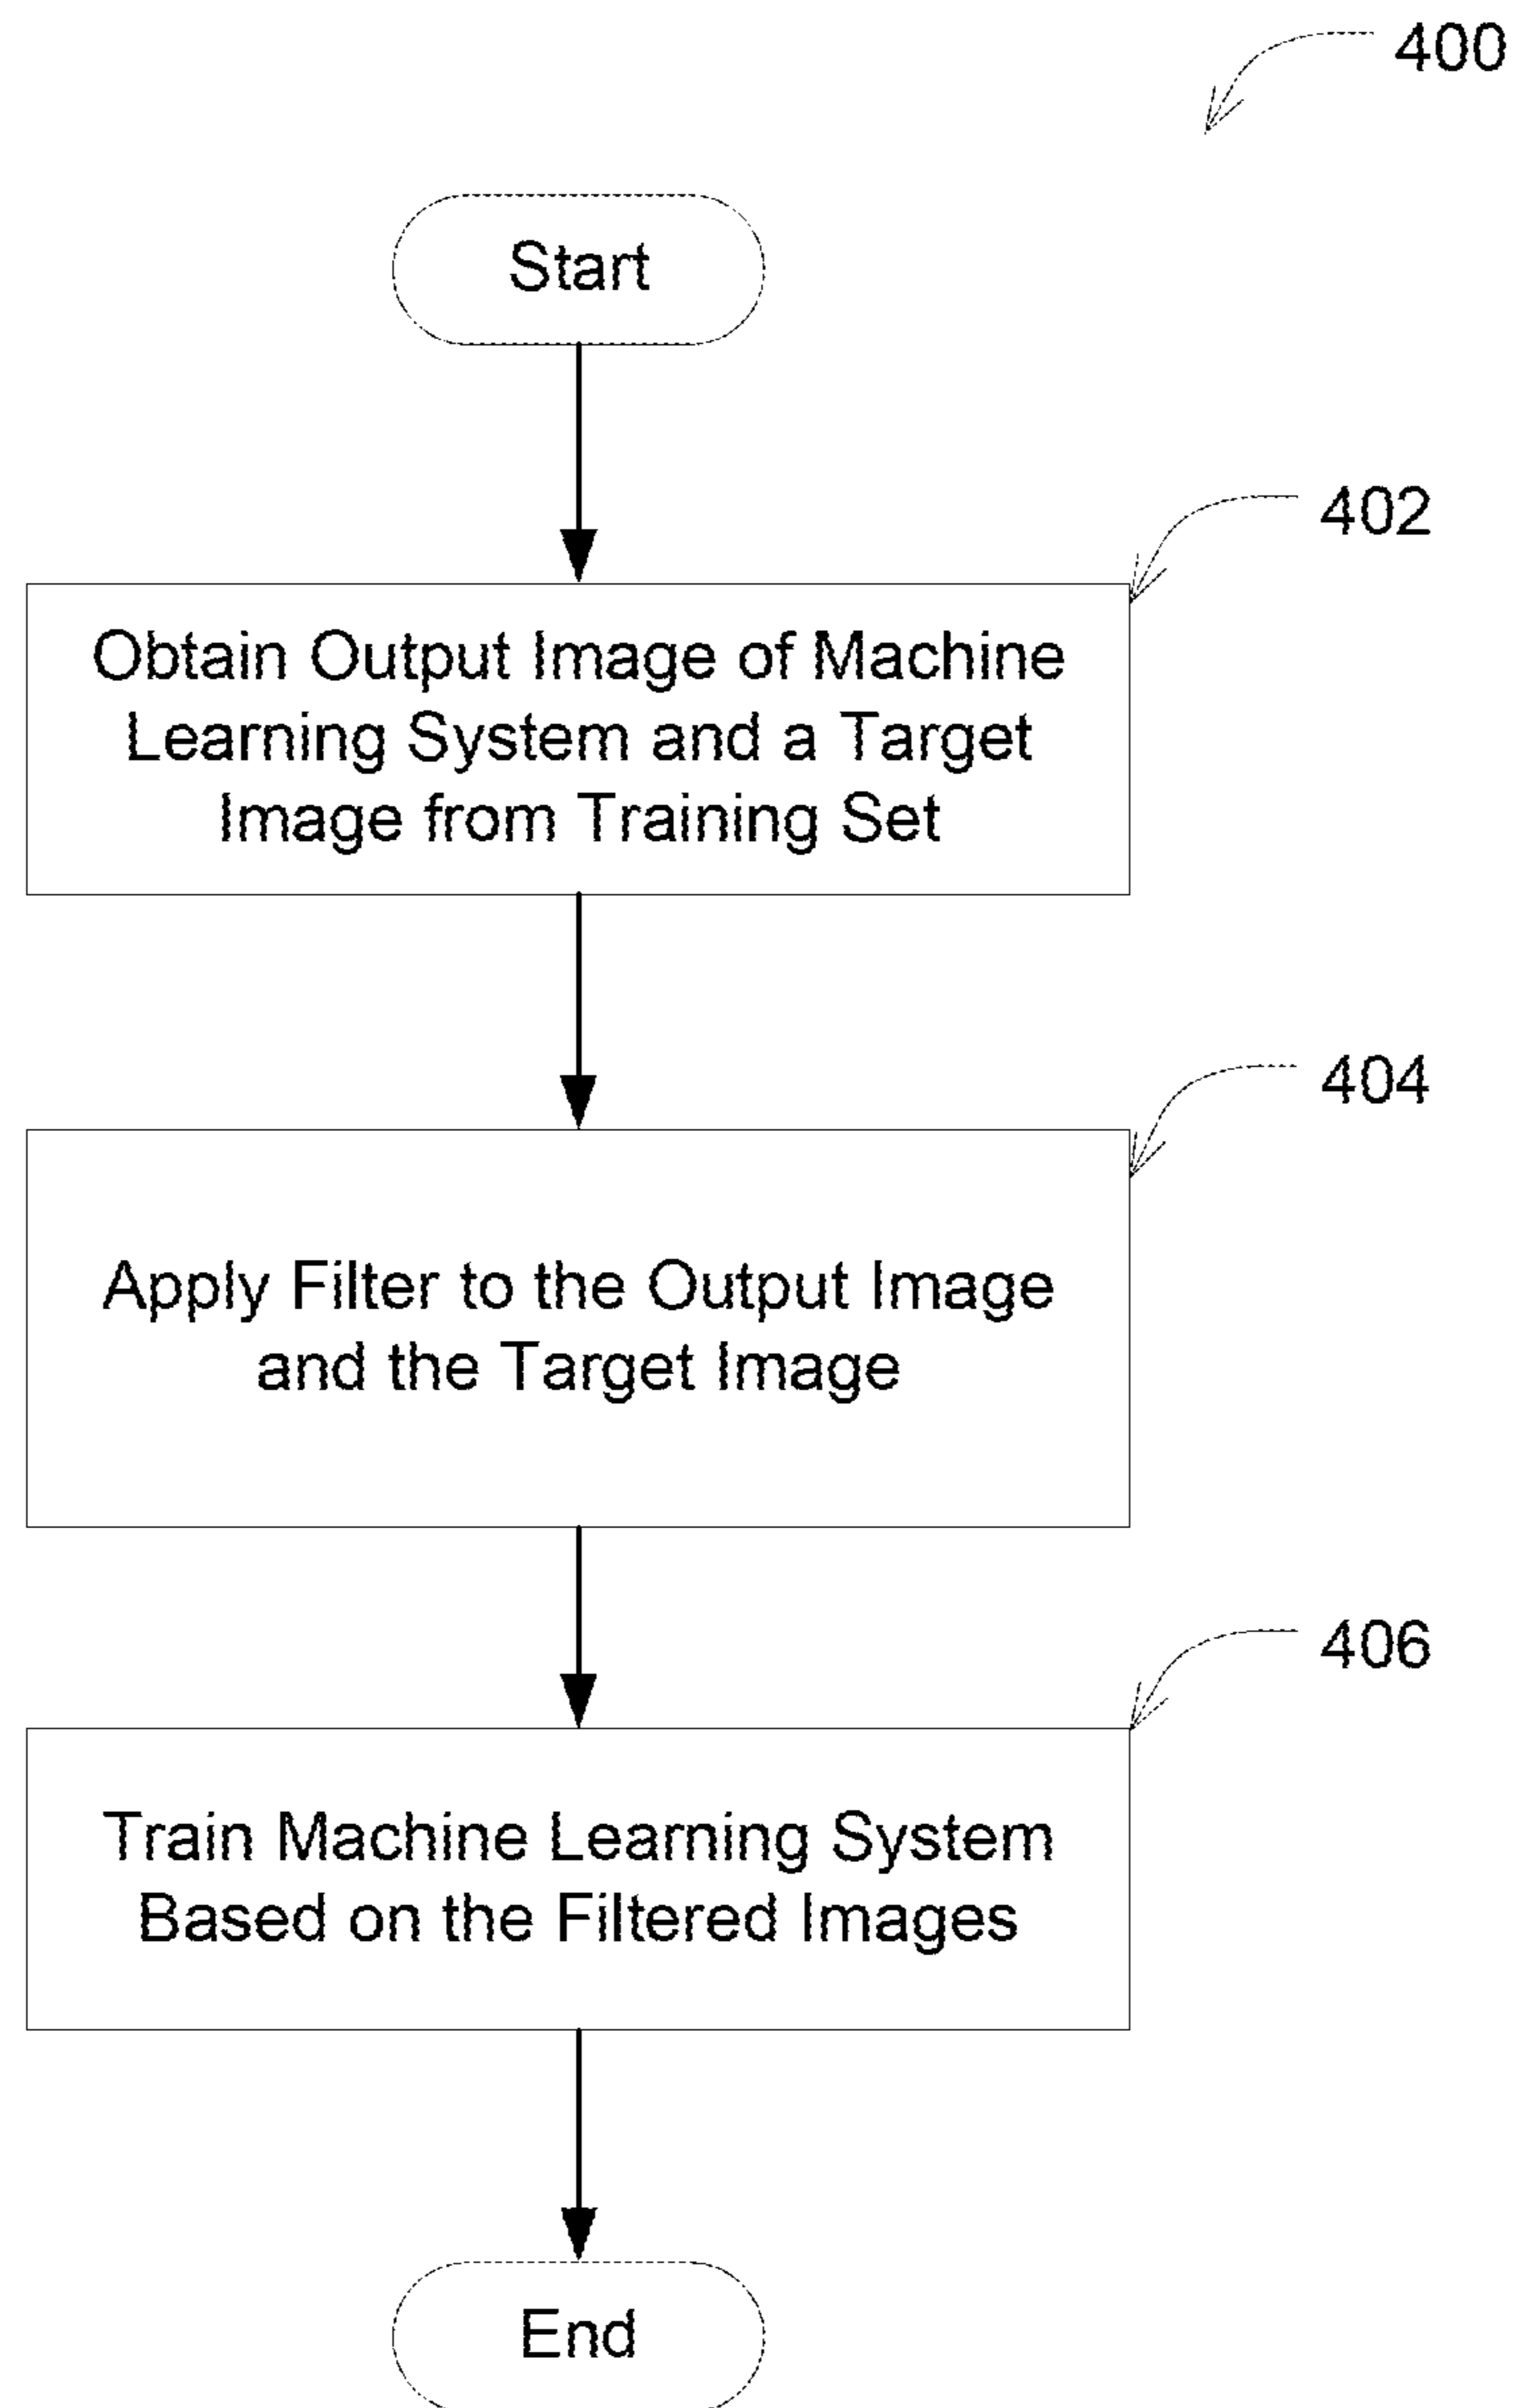 400
Start
402
Obtain Output Image of Machine
Learning System and a Target
Image from Training Set
404
Apply Filter to the Output Image
and the Target Image
406
Train Machine Learning System
Based on the Filtered Images
End